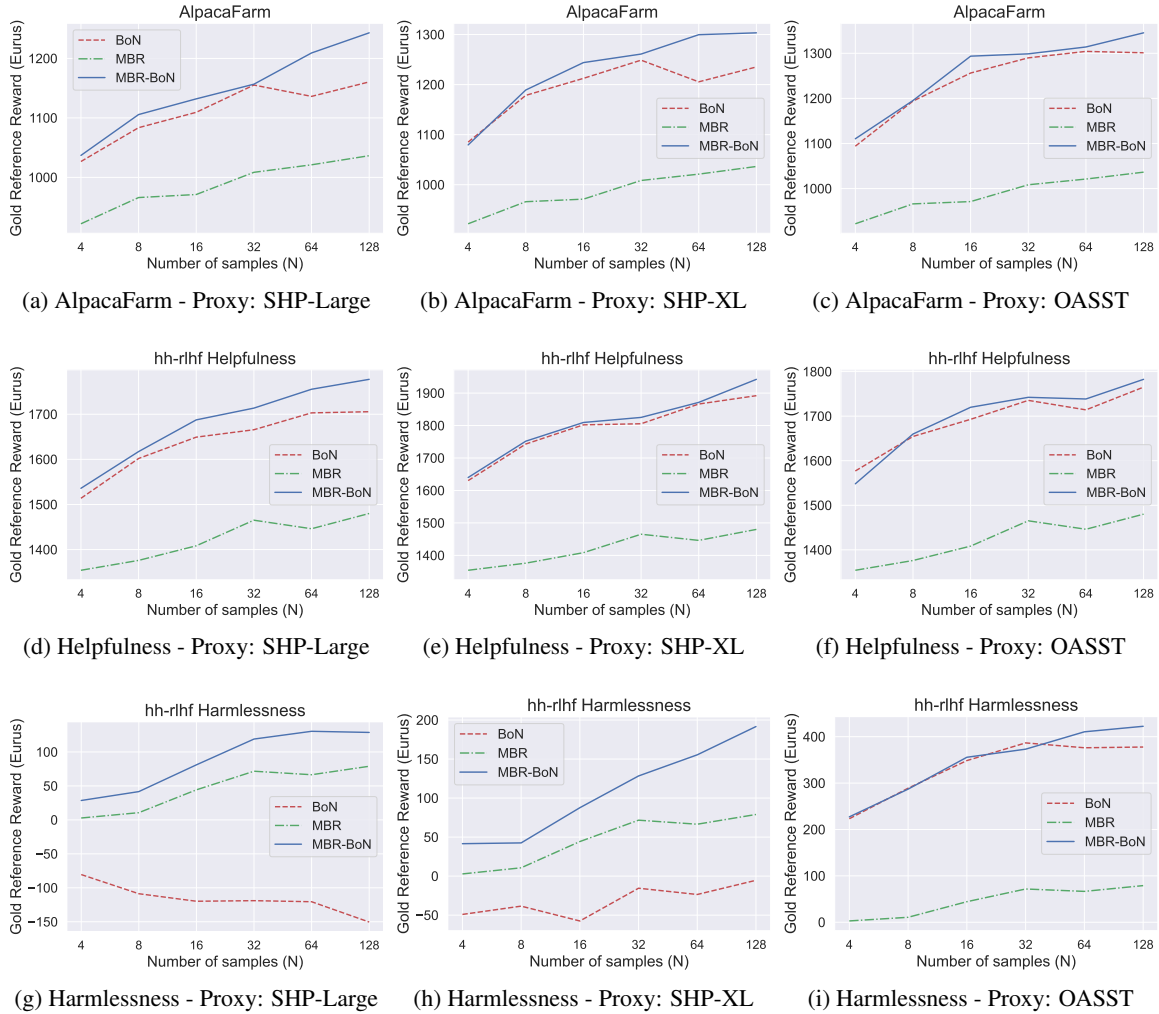 AlpacaFarm
Gold Reference Reward (Eurus)
1200
1100
1000
BoN
MBR
MBR-BoN
4 8 16 32 64 128
Number of samples (N)
(a) AlpacaFarm - Proxy: SHP-Large
AlpacaFarm
Gold Reference Reward (Eurus)
1300
1200
1100
1000
BoN
MBR
MBR-BoN
4 8 16 32 64 128
Number of samples (N)
(b) AlpacaFarm - Proxy: SHP-XL
AlpacaFarm
Gold Reference Reward (Eurus)
1300
1200
1100
1000
BoN
MBR
MBR-BoN
4 8 16 32 64 128
Number of samples (N)
(c) AlpacaFarm - Proxy: OASST
hh-rlhf Helpfulness
Gold Reference Reward (Eurus)
1700
1600
1500
1400
BoN
MBR
MBR-BoN
4 8 16 32 64 128
Number of samples (N)
(d) Helpfulness - Proxy: SHP-Large
hh-rlhf Helpfulness
Gold Reference Reward (Eurus)
1900
1800
1700
1600
1500
1400
BoN
MBR
MBR-BoN
4 8 16 32 64 128
Number of samples (N)
(e) Helpfulness - Proxy: SHP-XL
hh-rlhf Helpfulness
Gold Reference Reward (Eurus)
1800
1700
1600
1500
1400
BoN
MBR
MBR-BoN
4 8 16 32 64 128
Number of samples (N)
(f) Helpfulness - Proxy: OASST
hh-rlhf Harmlessness
Gold Reference Reward (Eurus)
100
50
0
−50
−100
−150
BoN
MBR
MBR-BoN
4 8 16 32 64 128
Number of samples (N)
(g) Harmlessness - Proxy: SHP-Large
hh-rlhf Harmlessness
Gold Reference Reward (Eurus)
200
150
100
50
0
−50
BoN
MBR
MBR-BoN
4 8 16 32 64 128
Number of samples (N)
(h) Harmlessness - Proxy: SHP-XL
hh-rlhf Harmlessness
Gold Reference Reward (Eurus)
400
300
200
100
0
BoN
MBR
MBR-BoN
4 8 16 32 64 128
Number of samples (N)
(i) Harmlessness - Proxy: OASST